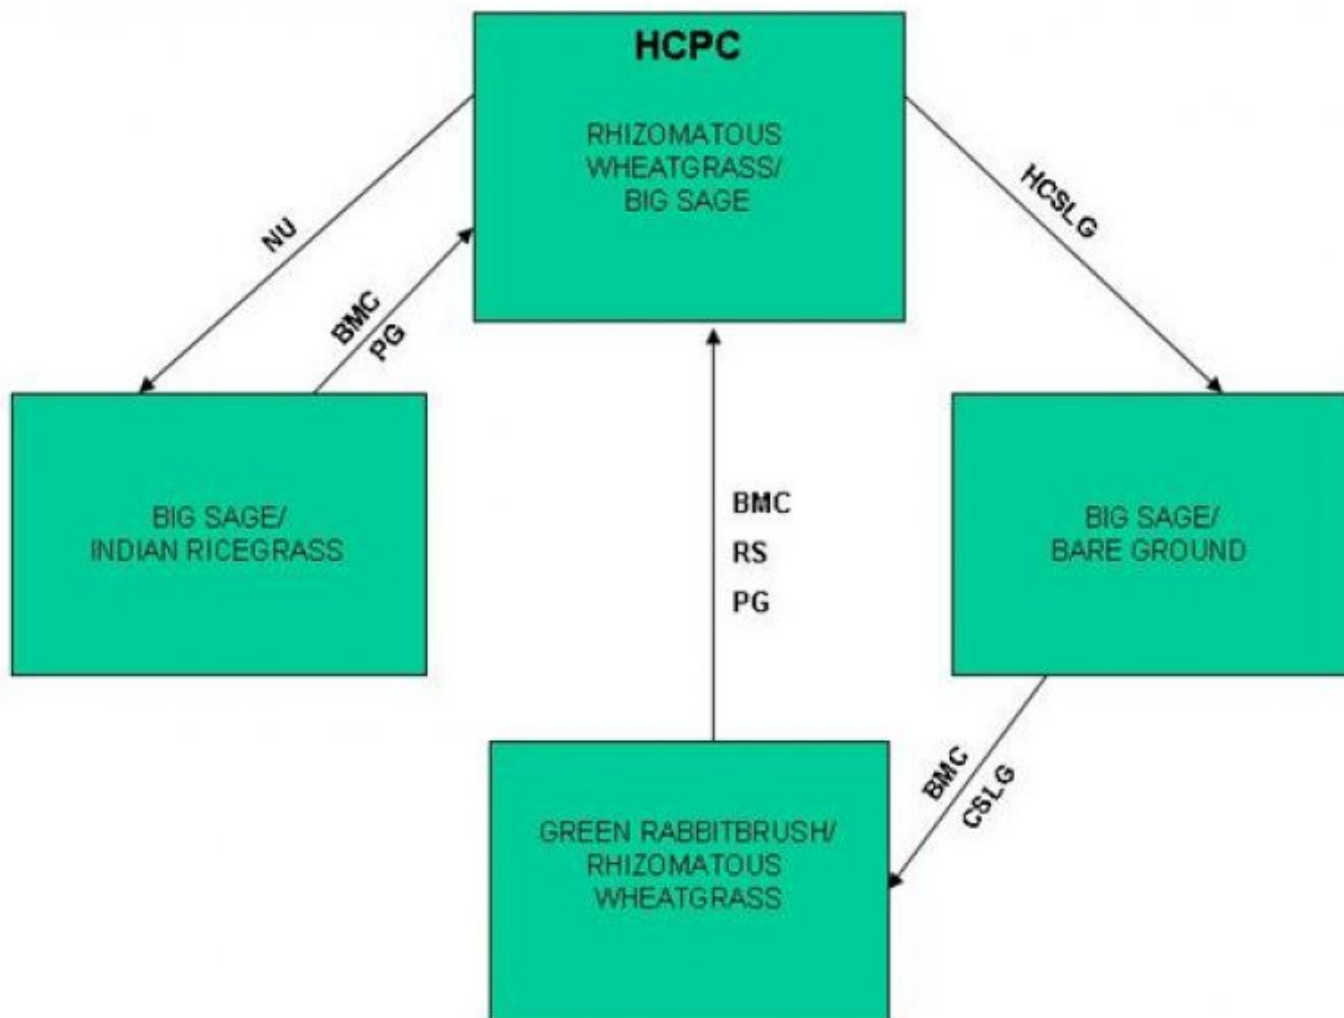 HCPC
RHIZOMATOUS
WHEATGRASS/
BIG SAGE
NU
BMC
PG
HCSLG
BIG SAGE/
INDIAN RICEGRASS
BMC
RS
PG
BIG SAGE/
BARE GROUND
BMC
CSLG
GREEN RABBITBRUSH/
RHIZOMATOUS
WHEATGRASS